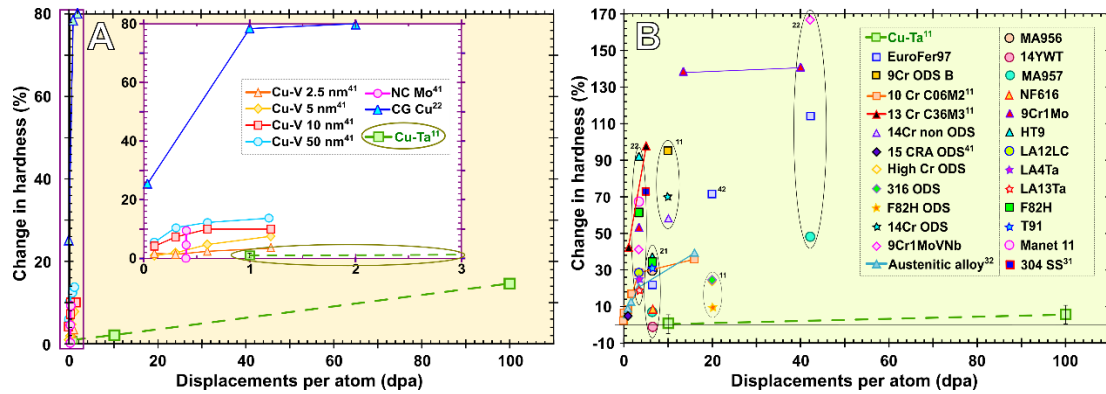 A
Change in hardness (%)
80
60
40
20
0
0 20 40 60 80 100
Displacements per atom (dpa)
80
60
40
20
0
0 1 2 3
Cu-V 2.5 nm⁴¹
Cu-V 5 nm⁴¹
Cu-V 10 nm⁴¹
Cu-V 50 nm⁴¹
NC Mo⁴¹
CG Cu²²
Cu-Ta¹¹
B
Change in hardness (%)
170
150
130
110
90
70
50
30
10
-10
0 20 40 60 80 100
Displacements per atom (dpa)
22
22
11
42
21
11
Cu-Ta¹¹
EuroFer97
9Cr ODS B
10 Cr C06M2¹¹
13 Cr C36M3¹¹
14Cr non ODS
15 CRA ODS⁴¹
High Cr ODS
316 ODS
F82H ODS
14Cr ODS
9Cr1MoVNb
Austenitic alloy³²
MA956
14YWT
MA957
NF616
9Cr1Mo
HT9
LA12LC
LA4Ta
LA13Ta
F82H
T91
Manet 11
304 SS³¹